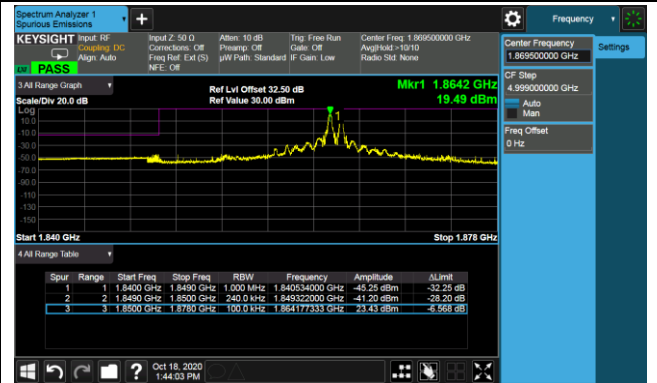 Spectrum Analyzer 1
Spurious Emissions
Frequency
KEYSIGHT
Input: RF
Coupling: DC
Align: Auto
Input Z: 50 Ω
Corrections: Off
Freq Ref: Ext (S)
NFE: Off
Atten: 10 dB
Preamp: Off
µW Path: Standard
Trig: Free Run
Gate: Off
IF Gain: Low
Center Freq: 1.869500000 GHz
Avg|Hold:>10/10
Radio Std: None
PASS
3 All Range Graph
Ref Lvl Offset 32.50 dB
Mkr1 1.8642 GHz
Scale/Div 20.0 dB
Ref Value 30.00 dBm
19.49 dBm
Log
10.0
-10.0
-30.0
-50.0
-70.0
-90.0
-110
-130
-150
1
Start 1.840 GHz
Stop 1.878 GHz
4 All Range Table
Spur Range Start Freq Stop Freq RBW Frequency Amplitude ΔLimit
1 1 1.8400 GHz 1.8490 GHz 1.000 MHz 1.840534000 GHz -45.25 dBm -32.25 dB
2 2 1.8490 GHz 1.8500 GHz 240.0 kHz 1.849322000 GHz -41.20 dBm -28.20 dB
3 3 1.8500 GHz 1.8780 GHz 100.0 kHz 1.864177333 GHz 23.43 dBm -6.568 dB
Oct 18, 2020
1:44:03 PM
Center Frequency
1.869500000 GHz
Settings
CF Step
4.999000000 GHz
Auto
Man
Freq Offset
0 Hz